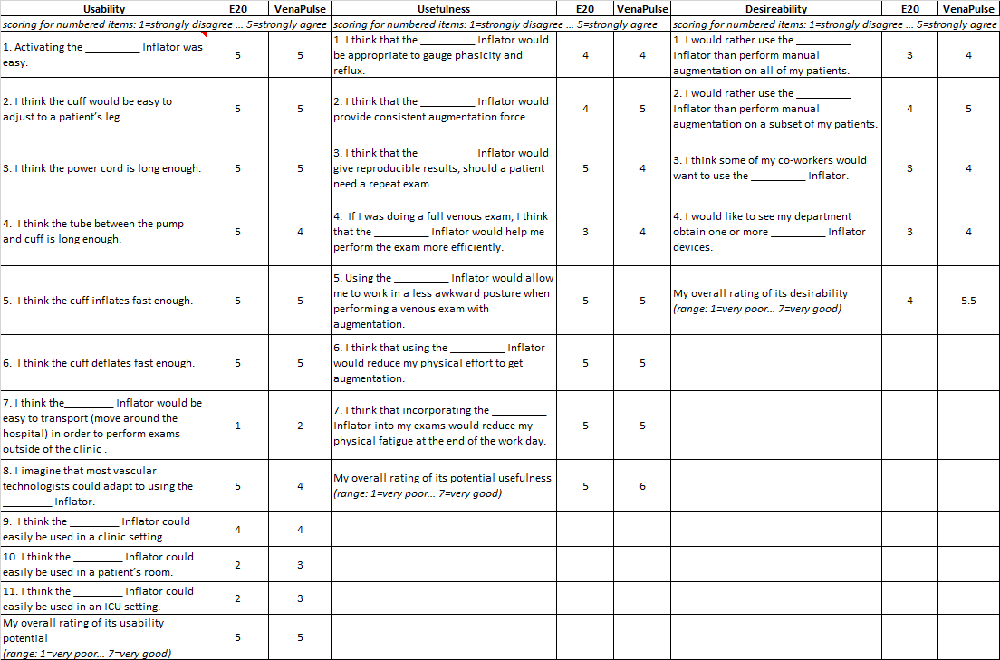 Usability E20 VenaPulse Usefulness E20 VenaPulse Desireability E20 VenaPulse
scoring for numbered items: 1=strongly disagree ... 5=strongly agree scoring for numbered items: 1=strongly disagree ... 5=strongly agree scoring for numbered items: 1=strongly disagree ... 5=strongly agree
1. Activating the __________ Inflator was
easy.
5
5
1. I think that the __________ Inflator would
be appropriate to gauge phasicity and
reflux.
4
4
1. I would rather use the __________
Inflator than perform manual
augmentation on all of my patients.
3
4
2. I think the cuff would be easy to
adjust to a patient's leg.
5
5
2. I think that the __________ Inflator would
provide consistent augmentation force.
4
5
2. I would rather use the __________
Inflator than perform manual
augmentation on a subset of my patients.
4
5
3. I think the power cord is long enough.
5
5
3. I think that the __________ Inflator would
give reproducible results, should a patient
need a repeat exam.
5
4
3. I think some of my co-workers would
want to use the __________ Inflator.
3
4
4. I think the tube between the pump
and cuff is long enough.
5
4
4. If I was doing a full venous exam, I think
that the __________ Inflator would help me
perform the exam more efficiently.
3
4
4. I would like to see my department
obtain one or more __________ Inflator
devices.
3
4
5. I think the cuff inflates fast enough.
5
5
5. Using the __________ Inflator would allow
me to work in a less awkward posture when
performing a venous exam with
augmentation.
5
5
My overall rating of its desirability
(range: 1=very poor... 7=very good)
4
5.5
6. I think the cuff deflates fast enough.
5
5
6. I think that using the __________ Inflator
would reduce my physical effort to get
augmentation.
5
5
7. I think the_________ Inflator would be
easy to transport (move around the
hospital) in order to perform exams
outside of the clinic .
1
2
7. I think that incorporating the __________
Inflator into my exams would reduce my
physical fatigue at the end of the work day.
5
5
8. I imagine that most vascular
technologists could adapt to using the
_________ Inflator.
5
4
My overall rating of its potential usefulness
(range: 1=very poor... 7=very good)
5
6
9. I think the _________ Inflator could
easily be used in a clinic setting.
4
4
10. I think the _________ Inflator could
easily be used in a patient's room.
2
3
11. I think the _________ Inflator could
easily be used in an ICU setting.
2
3
My overall rating of its usability
potential
(range: 1=very poor... 7=very good)
5
5